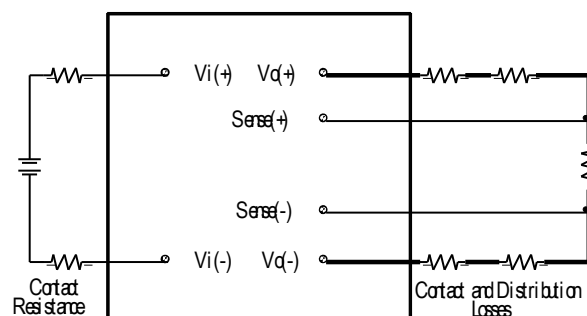 Vi(+) Vo(+)
Sense(+)
Sense(-)
Vi(-) Vo(-)
Contact
Resistance
Contact and Distribution
Losses